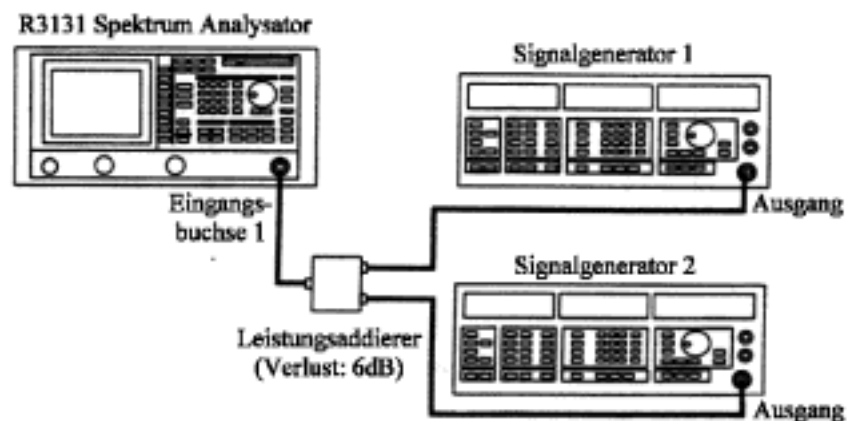 R3131 Spektrum Analysator
Signalgenerator 1
Eingangs-
buchse 1
Ausgang
Signalgenerator 2
Leistungsaddierer
(Verlust: 6dB)
Ausgang